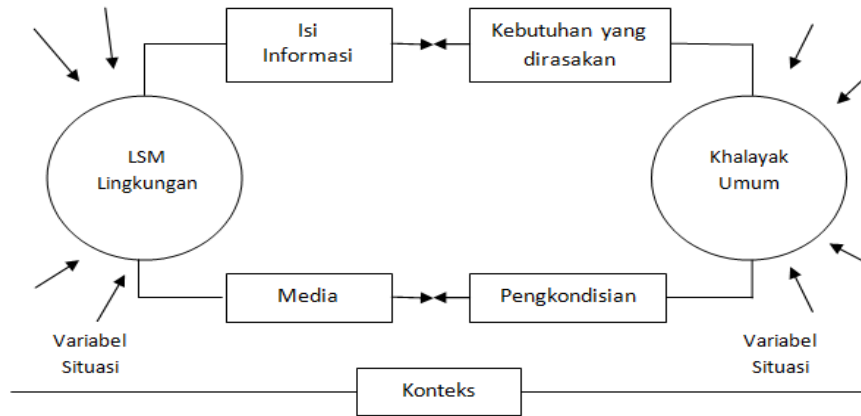 Isi
Informasi
Kebutuhan yang
dirasakan
LSM
Lingkungan
Khalayak
Umum
Media
Pengkondisian
Variabel
Situasi
Variabel
Situasi
Konteks